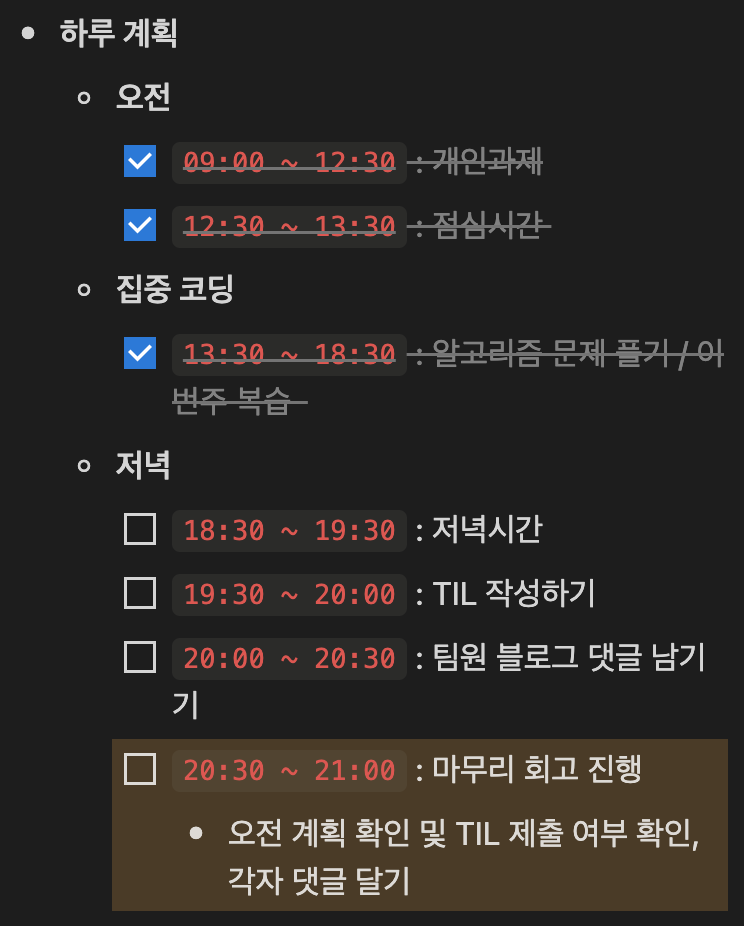 하루 계획
오전
09:00 ~ 12:30 : 개인과제
12:30 ~ 13:30 : 점심시간
집중 코딩
13:30 ~ 18:30 : 알고리즘 문제 풀기 / 이
번주 복습
저녁
18:30 ~ 19:30 : 저녁시간
19:30 ~ 20:00 : TIL 작성하기
20:00 ~ 20:30 : 팀원 블로그 댓글 남기
기
20:30 ~ 21:00 : 마무리 회고 진행
오전 계획 확인 및 TIL 제출 여부 확인,
각자 댓글 달기